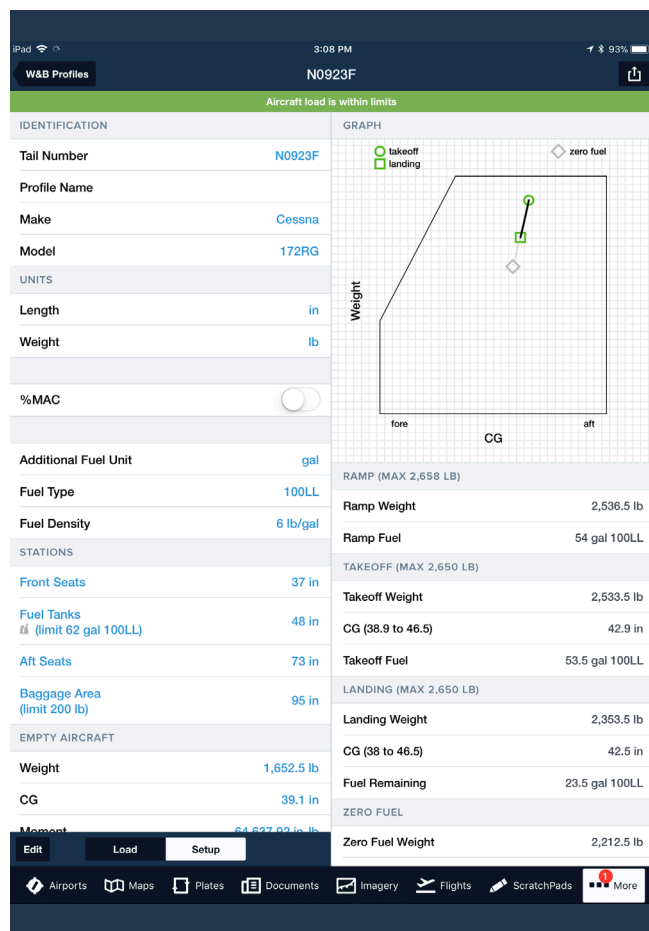 iPad 3:08 PM 93%
W&B Profiles N0923F
Aircraft load is within limits
IDENTIFICATION
Tail Number N0923F
Profile Name
Make Cessna
Model 172RG
UNITS
Length in
Weight lb
%MAC
Additional Fuel Unit gal
Fuel Type 100LL
Fuel Density 6 lb/gal
STATIONS
Front Seats 37 in
Fuel Tanks
(limit 62 gal 100LL) 48 in
Aft Seats 73 in
Baggage Area
(limit 200 lb) 95 in
EMPTY AIRCRAFT
Weight 1,652.5 lb
CG 39.1 in
Moment 64,637.92 in-lb
GRAPH
takeoff
landing
zero fuel
Weight
fore aft
CG
RAMP (MAX 2,658 LB)
Ramp Weight 2,536.5 lb
Ramp Fuel 54 gal 100LL
TAKEOFF (MAX 2,650 LB)
Takeoff Weight 2,533.5 lb
CG (38.9 to 46.5) 42.9 in
Takeoff Fuel 53.5 gal 100LL
LANDING (MAX 2,650 LB)
Landing Weight 2,353.5 lb
CG (38 to 46.5) 42.5 in
Fuel Remaining 23.5 gal 100LL
ZERO FUEL
Zero Fuel Weight 2,212.5 lb
Edit Load Setup
Airports Maps Plates Documents Imagery Flights ScratchPads 1 More